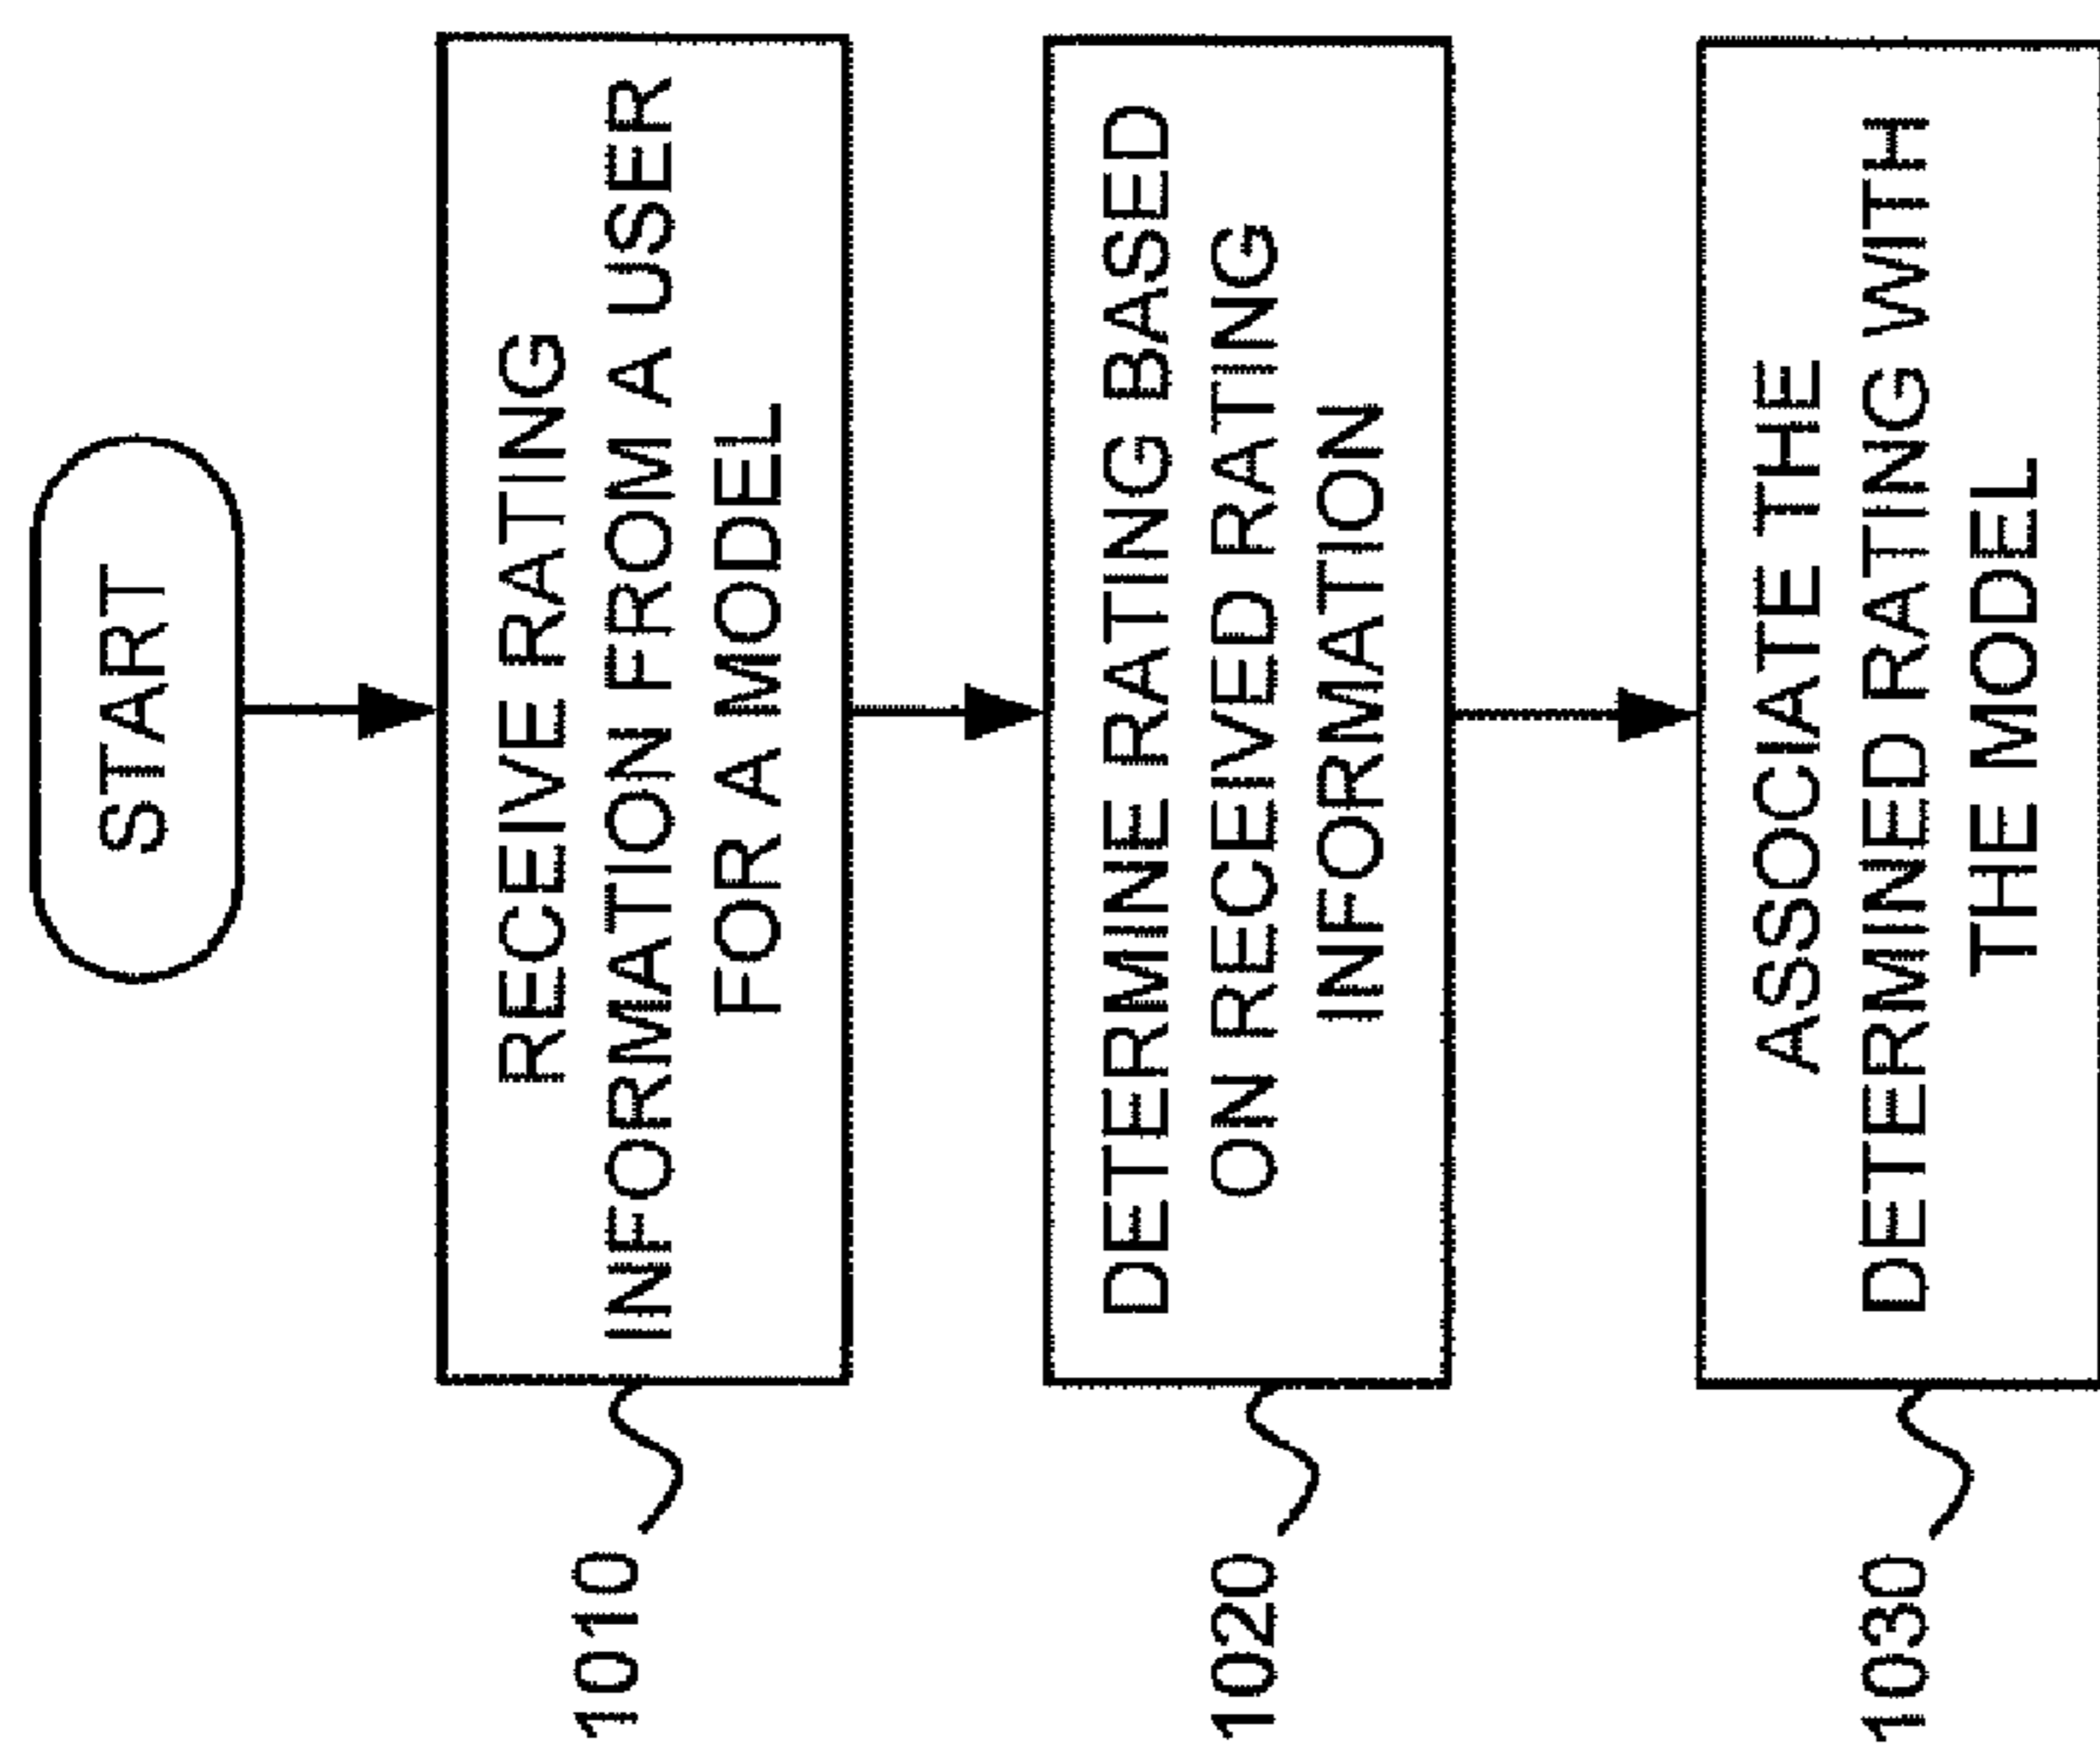 START
1010
RECEIVE RATING
INFORMATION FROM A USER
FOR A MODEL
1020
DETERMINE RATING BASED
ON RECEIVED RATING
INFORMATION
1030
ASSOCIATE THE
DETERMINED RATING WITH
THE MODEL